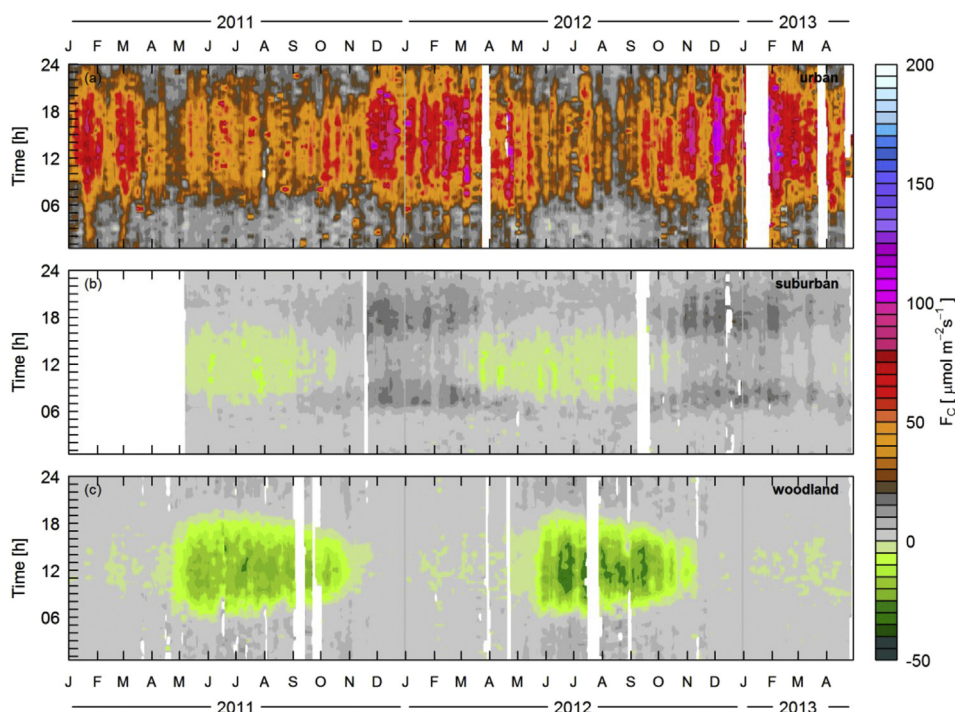 2011 2012 2013
J F M A M J J A S O N D J F M A M J J A S O N D J F M A
24
(a)
urban
18
12
06
Time [h]
24
(b)
suburban
18
12
06
Time [h]
24
(c)
woodland
18
12
06
Time [h]
J F M A M J J A S O N D J F M A M J J A S O N D J F M A
2011 2012 2013
200
150
100
50
0
-50
F_C [ μmol m⁻² s⁻¹ ]